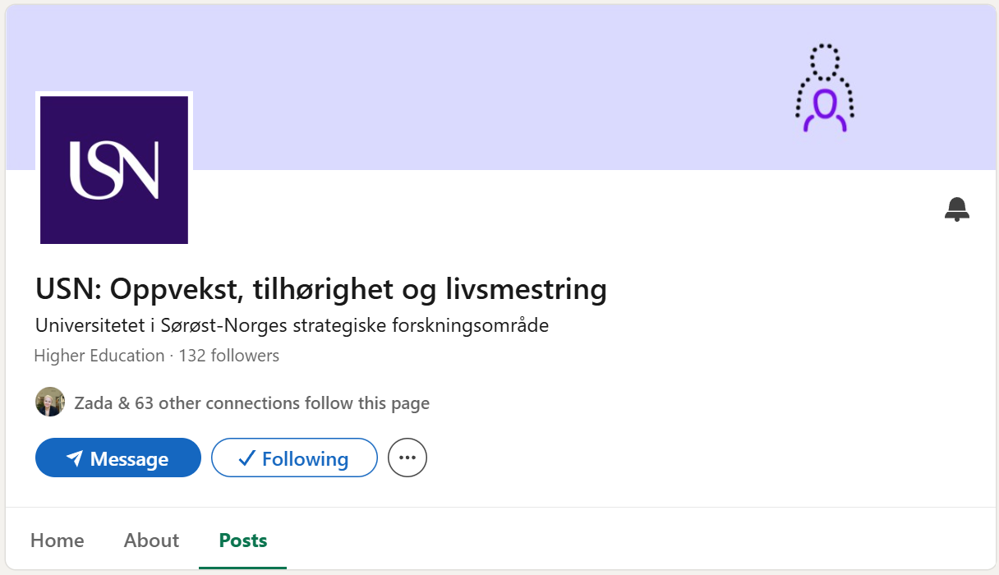 USN
USN: Oppvekst, tilhørighet og livsmestring
Universitetet i Sørøst-Norges strategiske forskningsområde
Higher Education · 132 followers
Zada & 63 other connections follow this page
Message
Following
Home
About
Posts